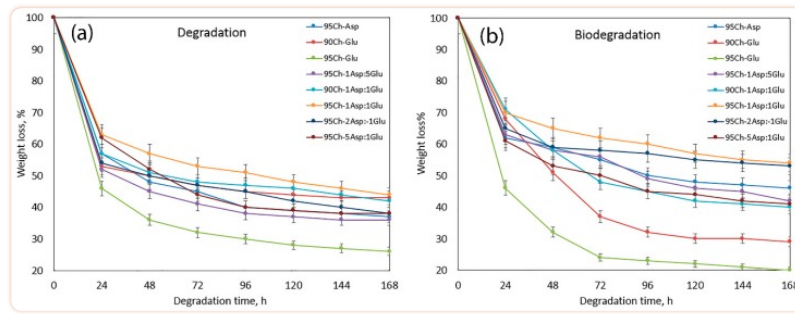 (a)
Degradation
95Ch-Asp
90Ch-Glu
95Ch-Glu
95Ch-1Asp:5Glu
90Ch-1Asp:1Glu
95Ch-1Asp:1Glu
95Ch-2Asp:-1Glu
95Ch-5Asp:1Glu
Weight loss, %
100
90
80
70
60
50
40
30
20
0 24 48 72 96 120 144 168
Degradation time, h
(b)
Biodegradation
95Ch-Asp
90Ch-Glu
95Ch-Glu
95Ch-1Asp:5Glu
90Ch-1Asp:1Glu
95Ch-1Asp:1Glu
95Ch-2Asp:-1Glu
95Ch-5Asp:1Glu
Weight loss%
100
90
80
70
60
50
40
30
20
0 24 48 72 96 120 144 168
Degradation time, h